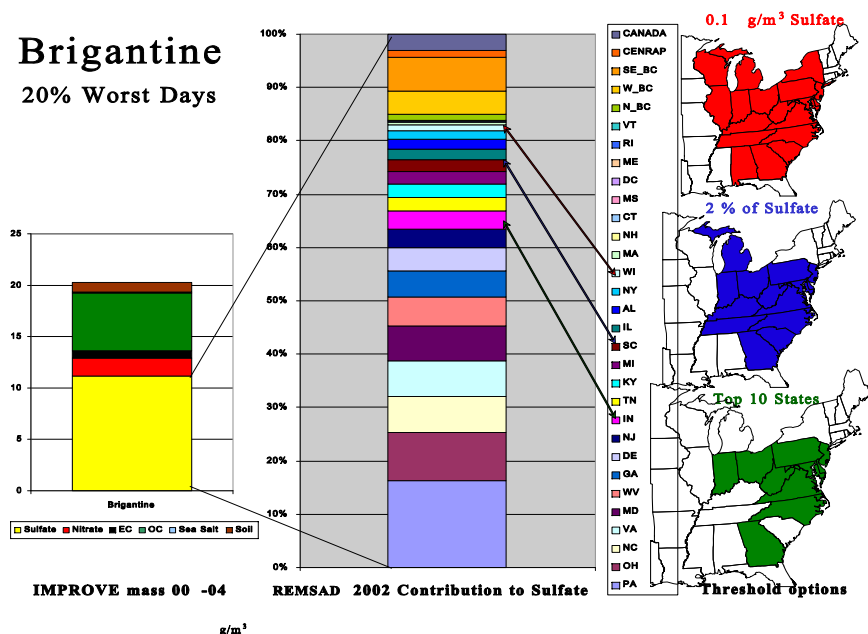 Brigantine
20% Worst Days
25
20
15
10
5
0
Brigantine
Sulfate Nitrate EC OC Sea Salt Soil
IMPROVE mass 00 -04
g/m³
100%
90%
80%
70%
60%
50%
40%
30%
20%
10%
0%
REMSAD 2002 Contribution to Sulfate
CANADA
CENRAP
SE_BC
W_BC
N_BC
VT
RI
ME
DC
MS
CT
NH
MA
WI
NY
AL
IL
SC
MI
KY
TN
IN
NJ
DE
GA
WV
MD
VA
NC
OH
PA
0.1 g/m³ Sulfate
2 % of Sulfate
Top 10 States
Threshold options